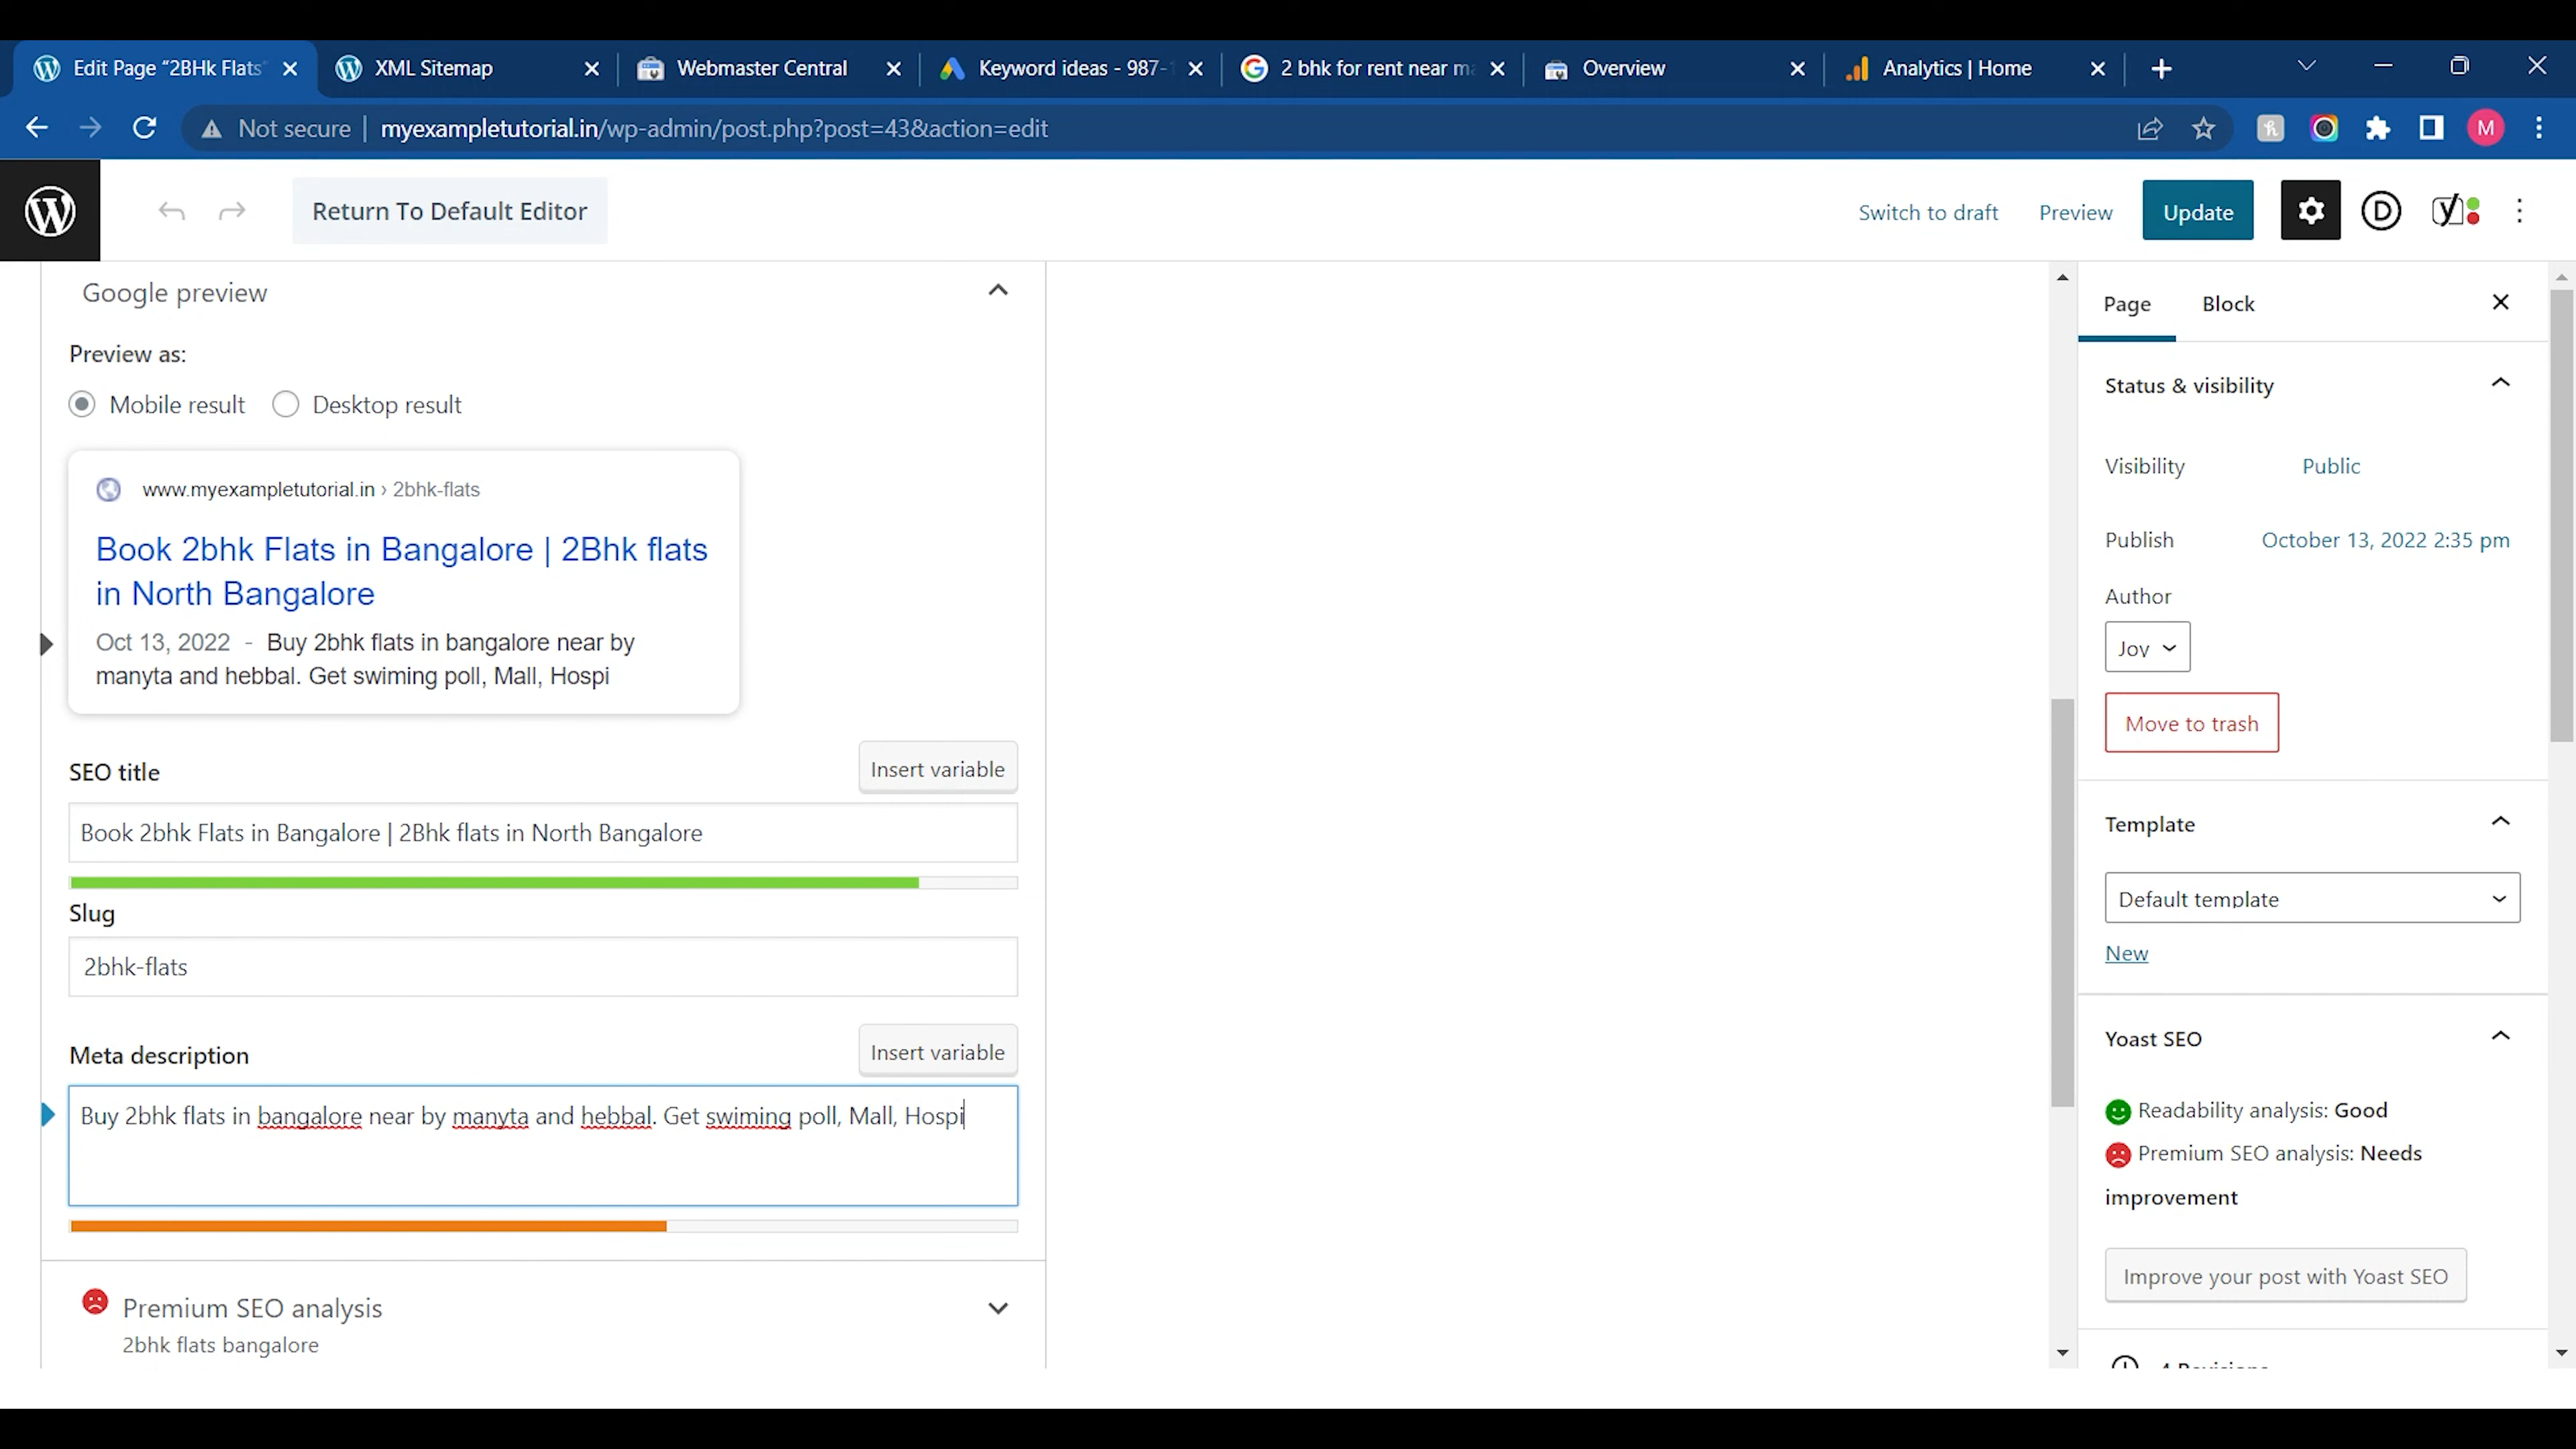 Edit Page “2BHk Flats”
XML Sitemap
Webmaster Central
Keyword ideas - 987-
2 bhk for rent near ma
Overview
Analytics | Home
Not secure
myexampletutorial.in/wp-admin/post.php?post=43&action=edit
M
Return To Default Editor
Switch to draft
Preview
Update
Google preview
Preview as:
Mobile result
Desktop result
www.myexampletutorial.in › 2bhk-flats
Book 2bhk Flats in Bangalore | 2Bhk flats
in North Bangalore
Oct 13, 2022 - Buy 2bhk flats in bangalore near by
manyta and hebbal. Get swiming poll, Mall, Hospi
SEO title
Insert variable
Book 2bhk Flats in Bangalore | 2Bhk flats in North Bangalore
Slug
2bhk-flats
Meta description
Insert variable
Buy 2bhk flats in bangalore near by manyta and hebbal. Get swiming poll, Mall, Hospi
Premium SEO analysis
2bhk flats bangalore
Page
Block
Status & visibility
Visibility
Public
Publish
October 13, 2022 2:35 pm
Author
Joy
Move to trash
Template
Default template
New
Yoast SEO
Readability analysis: Good
Premium SEO analysis: Needs
improvement
Improve your post with Yoast SEO
4 Revisions